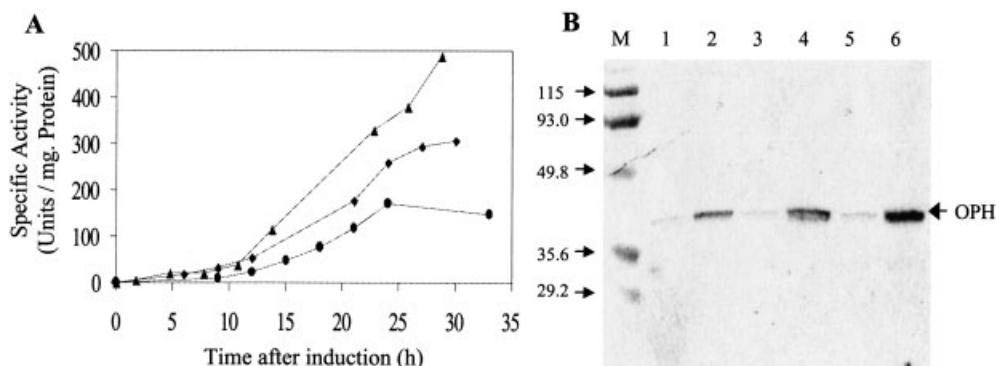 A
Specific Activity
(Units / mg. Protein)
500
400
300
200
100
0
0 5 10 15 20 25 30 35
Time after induction (h)
B
M 1 2 3 4 5 6
115
93.0
49.8
35.6
29.2
OPH